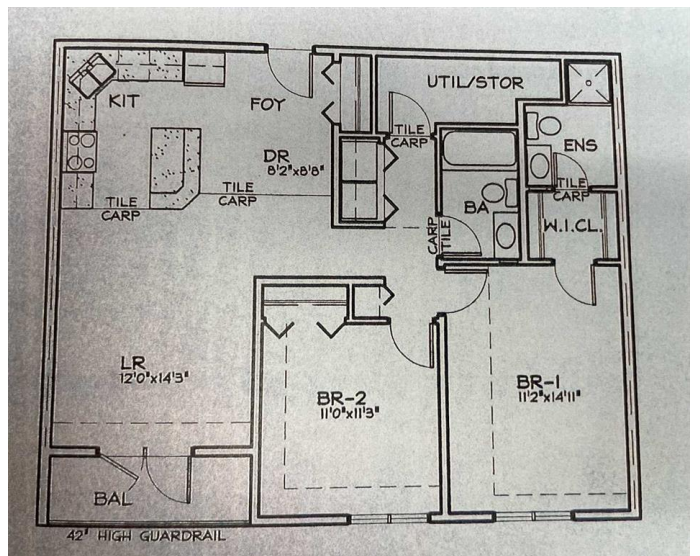 UTIL/STOR
KIT
FOY
TILE
CARP
ENS
DR
8'2"x8'8"
TILE
CARP
TILE
CARP
TILE
CARP
BA
CARP
TILE
W.I.CL.
LR
12'0"x14'3"
BR-2
11'0"x11'3"
BR-1
11'2"x14'11"
BAL
42" HIGH GUARDRAIL